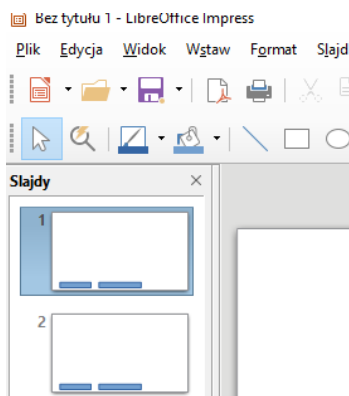 Bez tytułu 1 - LibreOffice Impress
Plik Edycja Widok Wstaw Format Slajd
Slajdy
1
2